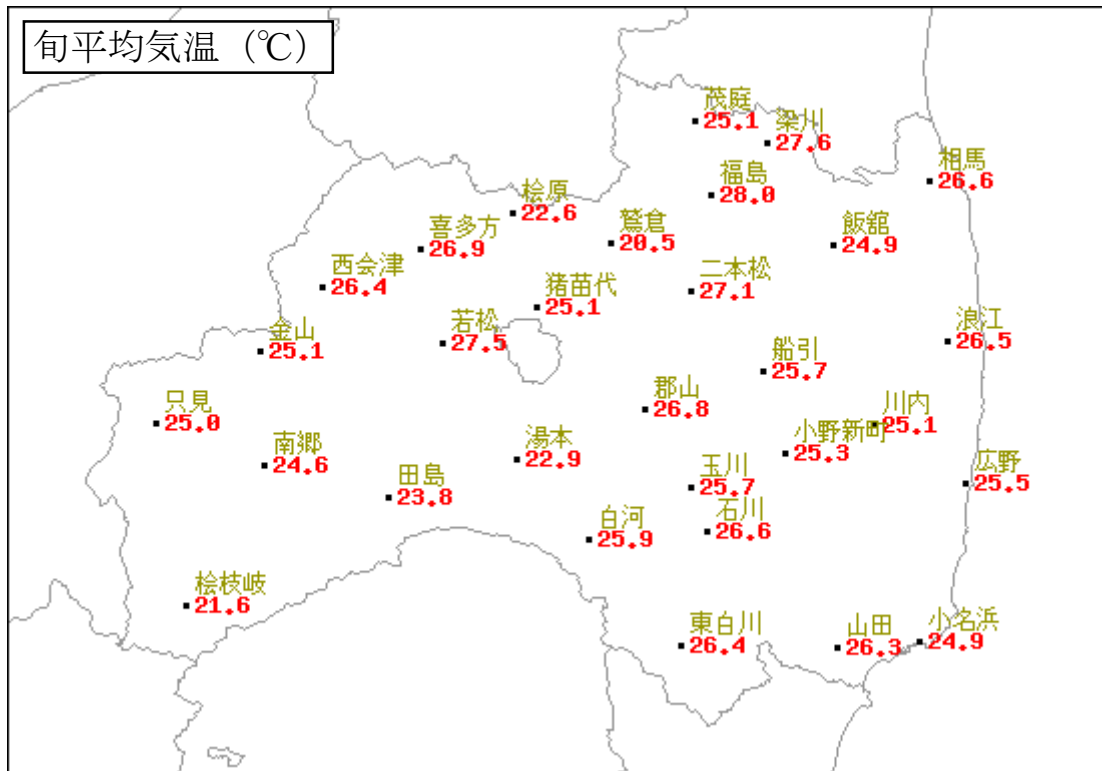 旬平均気温（℃）
茂庭
25.1
梁川
27.6
相馬
26.6
福島
28.0
桧原
22.6
鷲倉
20.5
飯舘
24.9
喜多方
26.9
西会津
26.4
猪苗代
25.1
二本松
27.1
金山
25.1
若松
27.5
浪江
26.5
船引
25.7
只見
25.0
郡山
26.8
川内
25.1
南郷
24.6
湯本
22.9
小野新町
25.3
田島
23.8
玉川
25.7
広野
25.5
白河
25.9
石川
26.6
桧枝岐
21.6
東白川
26.4
山田
26.3
小名浜
24.9